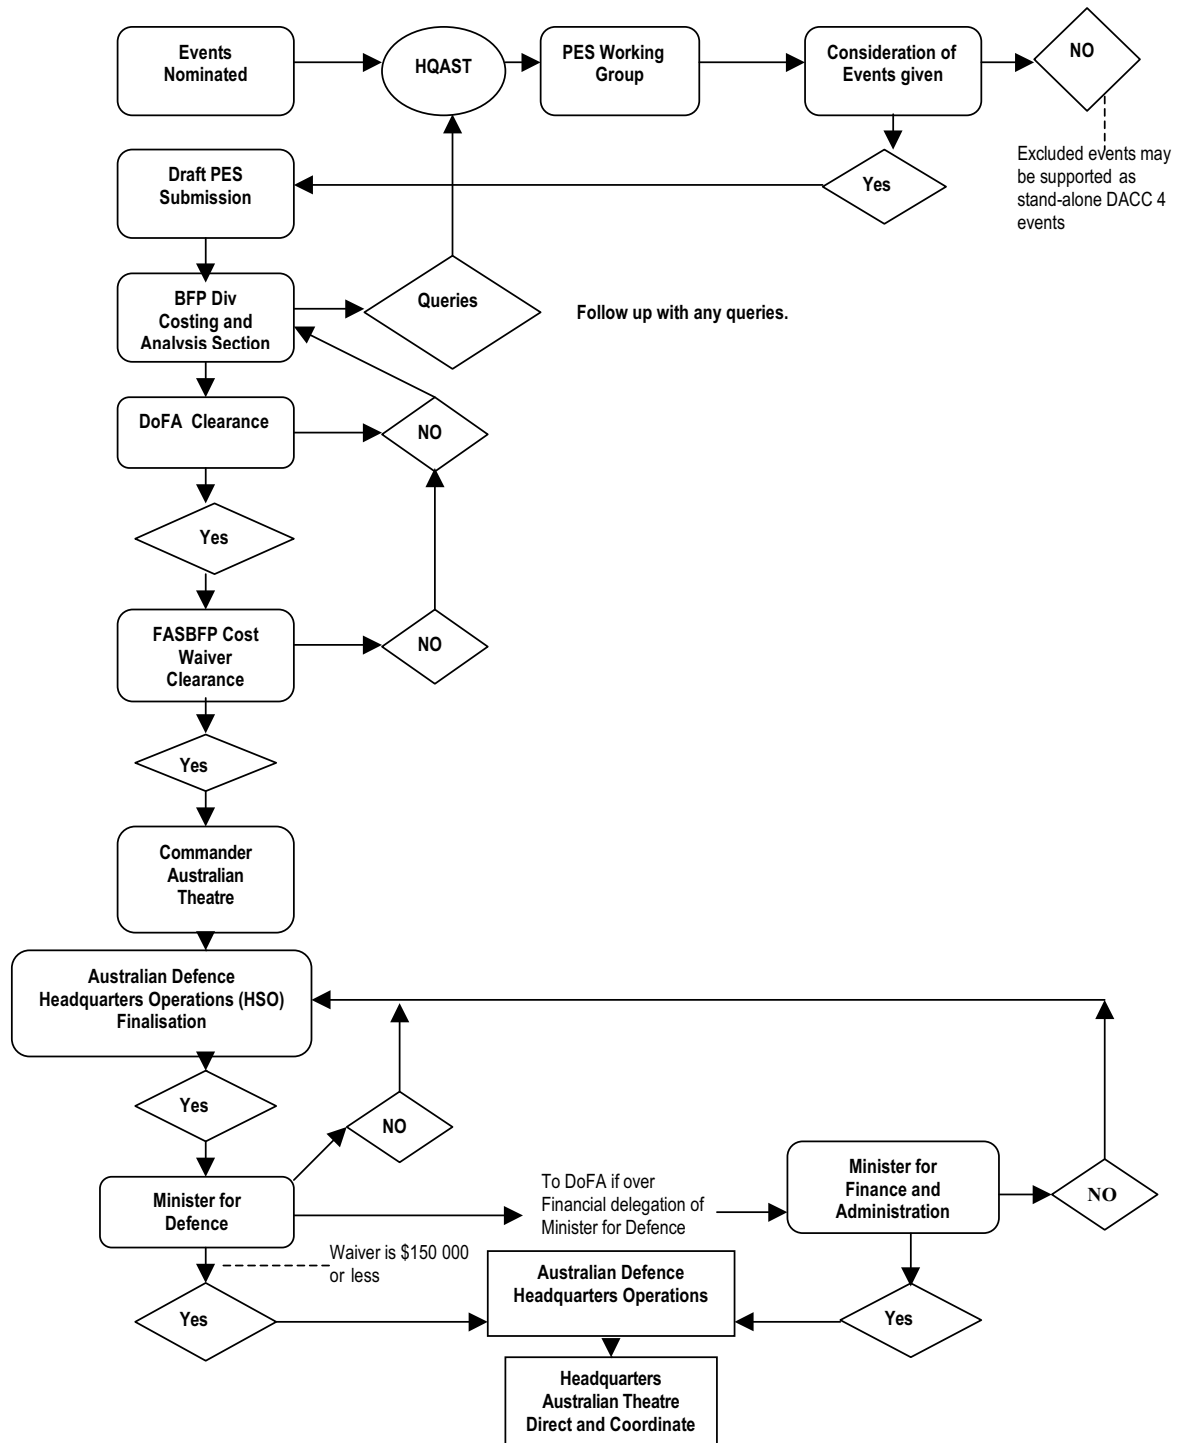 Events
Nominated
HQAST
PES Working
Group
Consideration of
Events given
NO
Excluded events may
be supported as
stand-alone DACC 4
events
Draft PES
Submission
Yes
BFP Div
Costing and
Analysis Section
Queries
Follow up with any queries.
DoFA Clearance
NO
Yes
FASBFP Cost
Waiver
Clearance
NO
Yes
Commander
Australian
Theatre
Australian Defence
Headquarters Operations (HSO)
Finalisation
Yes
NO
Minister for
Defence
To DoFA if over
Financial delegation of
Minister for Defence
Minister for
Finance and
Administration
NO
Waiver is $150 000
or less
Yes
Australian Defence
Headquarters Operations
Yes
Headquarters
Australian Theatre
Direct and Coordinate